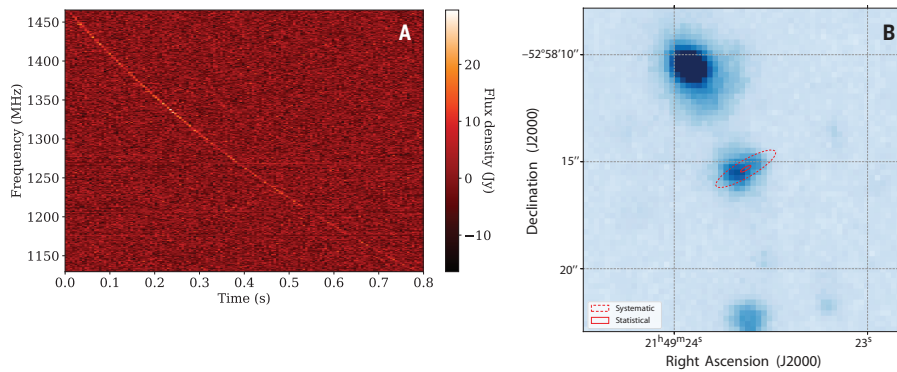 A
1450
1400
1350
1300
1250
1200
1150
Frequency (MHz)
0.0 0.1 0.2 0.3 0.4 0.5 0.6 0.7 0.8
Time (s)
20
10
0
−10
Flux density (Jy)
B
−52°58′10″
15″
20″
Declination (J2000)
Systematic
Statistical
21ʰ49ᵐ24ˢ 23ˢ
Right Ascension (J2000)